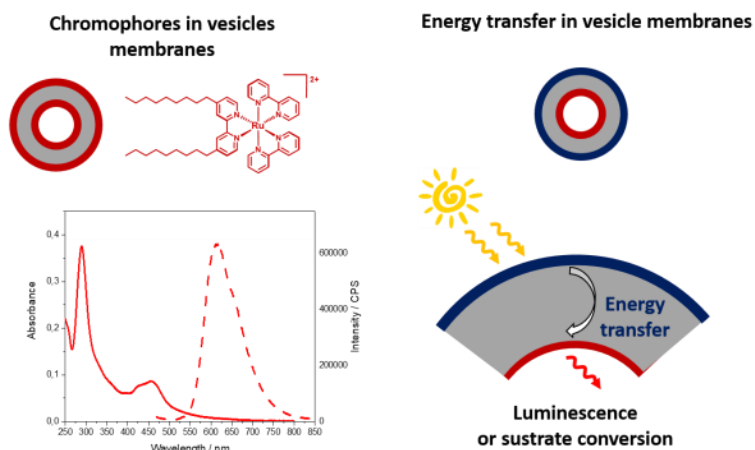 Chromophores in vesicles
membranes
2+
N
N
N
Ru
N
N
N
0,4
0,3
0,2
0,1
0,0
Absorbance
600000
400000
200000
0
Intensity / CPS
250 300 350 400 450 500 550 600 650 700 750 800 850
Wavelength / nm
Energy transfer in vesicle membranes
Energy
transfer
Luminescence
or sustrate conversion